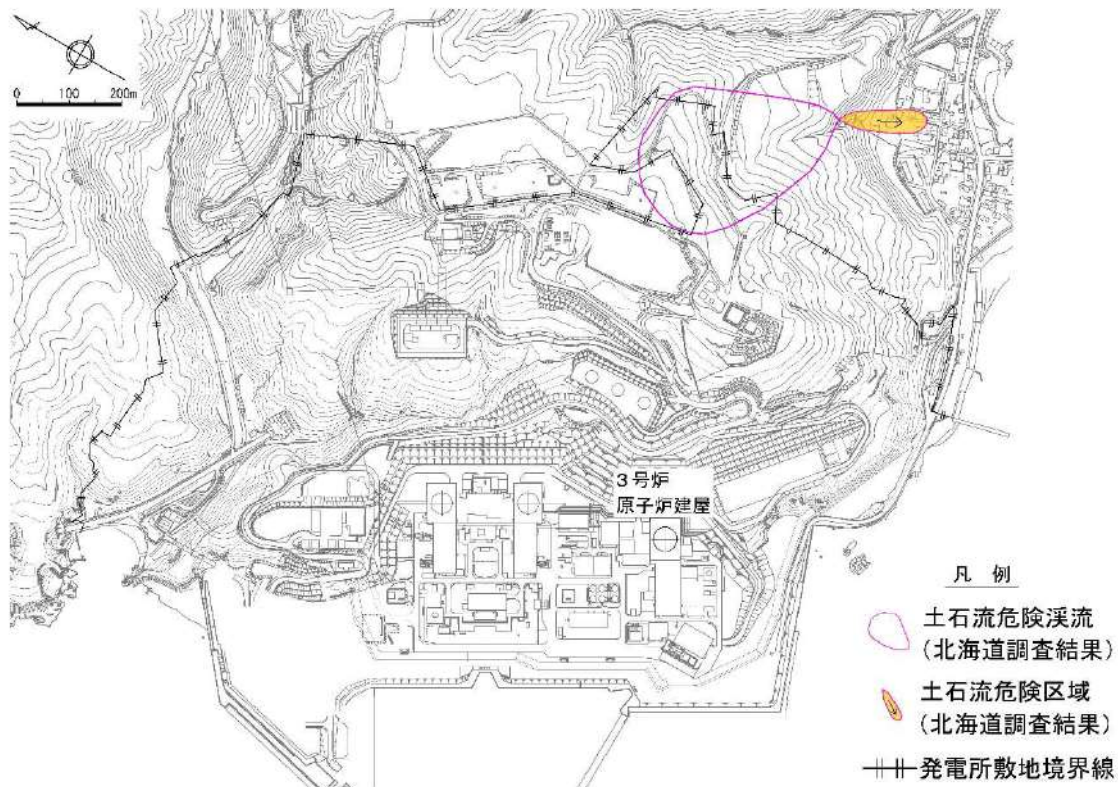 0 100 200m
3号炉
原子炉建屋
凡 例
土石流危険渓流
(北海道調査結果)
土石流危険区域
(北海道調査結果)
発電所敷地境界線